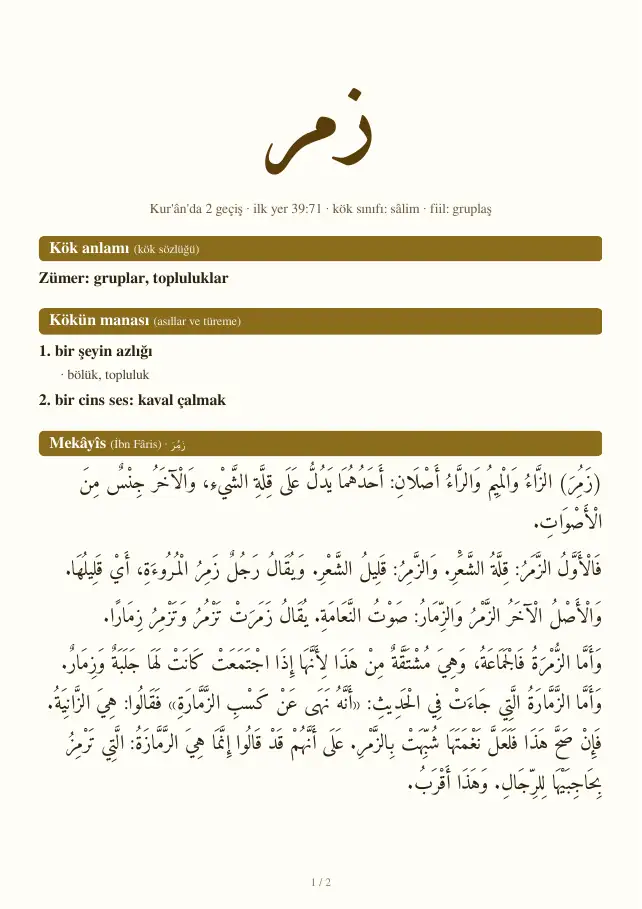 زمر
Kur'ân'da 2 geçiş · ilk yer 39:71 · kök sınıfı: sâlim · fiil: gruplaş
Kök anlamı (kök sözlüğü)
Zümer: gruplar, topluluklar
Kökün manası (asıllar ve türeme)
1. bir şeyin azlığı
· bölük, topluluk
2. bir cins ses: kaval çalmak
Mekâyîs (İbn Fâris) · زَمُِرَ
(زَمُِرَ) الزَّاءُ وَالْمِيمُ وَالرَّاءُ أَصْلَانِ: أَحَدُهُمَا يَدُلُّ عَلَى قِلَّةِ الشَّيْءِ، وَالْآخَرُ جِنْسٌ مِنَ
الْأَصْوَاتِ.
فَالْأَوَّلُ الزَّمَرُ: قِلَّةُ الشَّعَْرِ. وَالزَّمِرُ: قَلِيلُ الشَّعْرِ. وَيُقَالُ رَجُلٌ زَمِرُ الْمُرُوءَةِ، أَيْ قَلِيلُهَا.
وَالْأَصْلُ الْآخَرُ الزَّمْرُ وَالزِّمَارُ: صَوْتُ النَّعَامَةِ. يُقَالُ زَمَرَتْ تَزْمُرُ وَتَزْمِرُ زِمَارًا.
وَأَمَّا الزُّمْرَةُ فَالْجَمَاعَةُ، وَهِيَ مُشْتَقَّةٌ مِنْ هَذَا لِأَنَّهَا إِذَا اجْتَمَعَتْ كَانَتْ لَهَا جَلَبَةٌ وَزِمَارٌ.
وَأَمَّا الزَّمَّارَةُ الَّتِي جَاءَتْ فِي الْحَدِيثِ: «أَنَّهُ نَهَى عَنْ كَسْبِ الزَّمَّارَةِ» فَقَالُوا: هِيَ الزَّانِيَةُ.
فَإِنْ صَحَّ هَذَا فَلَعَلَّ نَغْمَتَهَا شُبِّهَتْ بِالزَّمْرِ. عَلَى أَنَّهُمْ قَدْ قَالُوا إِنَّمَا هِيَ الرَّمَّازَةُ: الَّتِي تَرْمِزُ
بِحَاجِبَيْهَا لِلرِّجَالِ. وَهَذَا أَقْرَبُ.
1 / 2